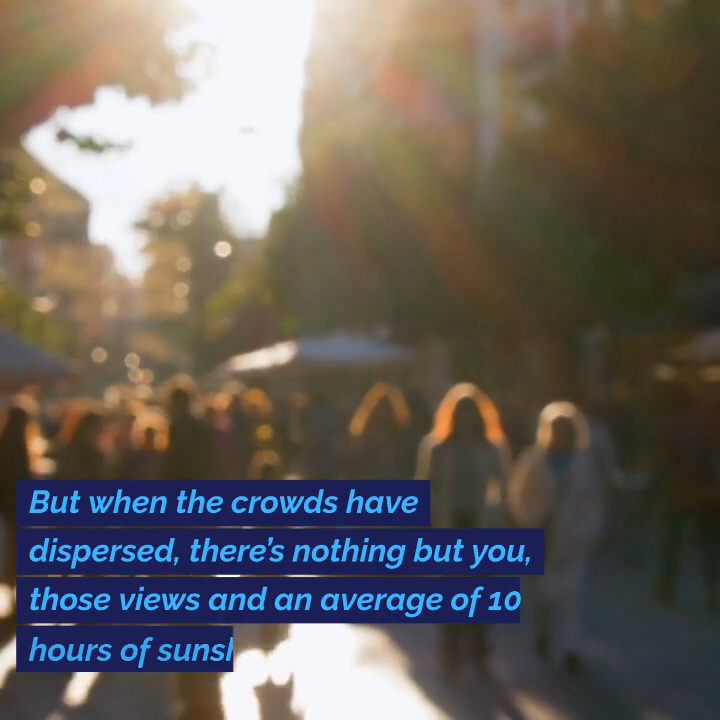 But when the crowds have
dispersed, there's nothing but you,
those views and an average of 10
hours of